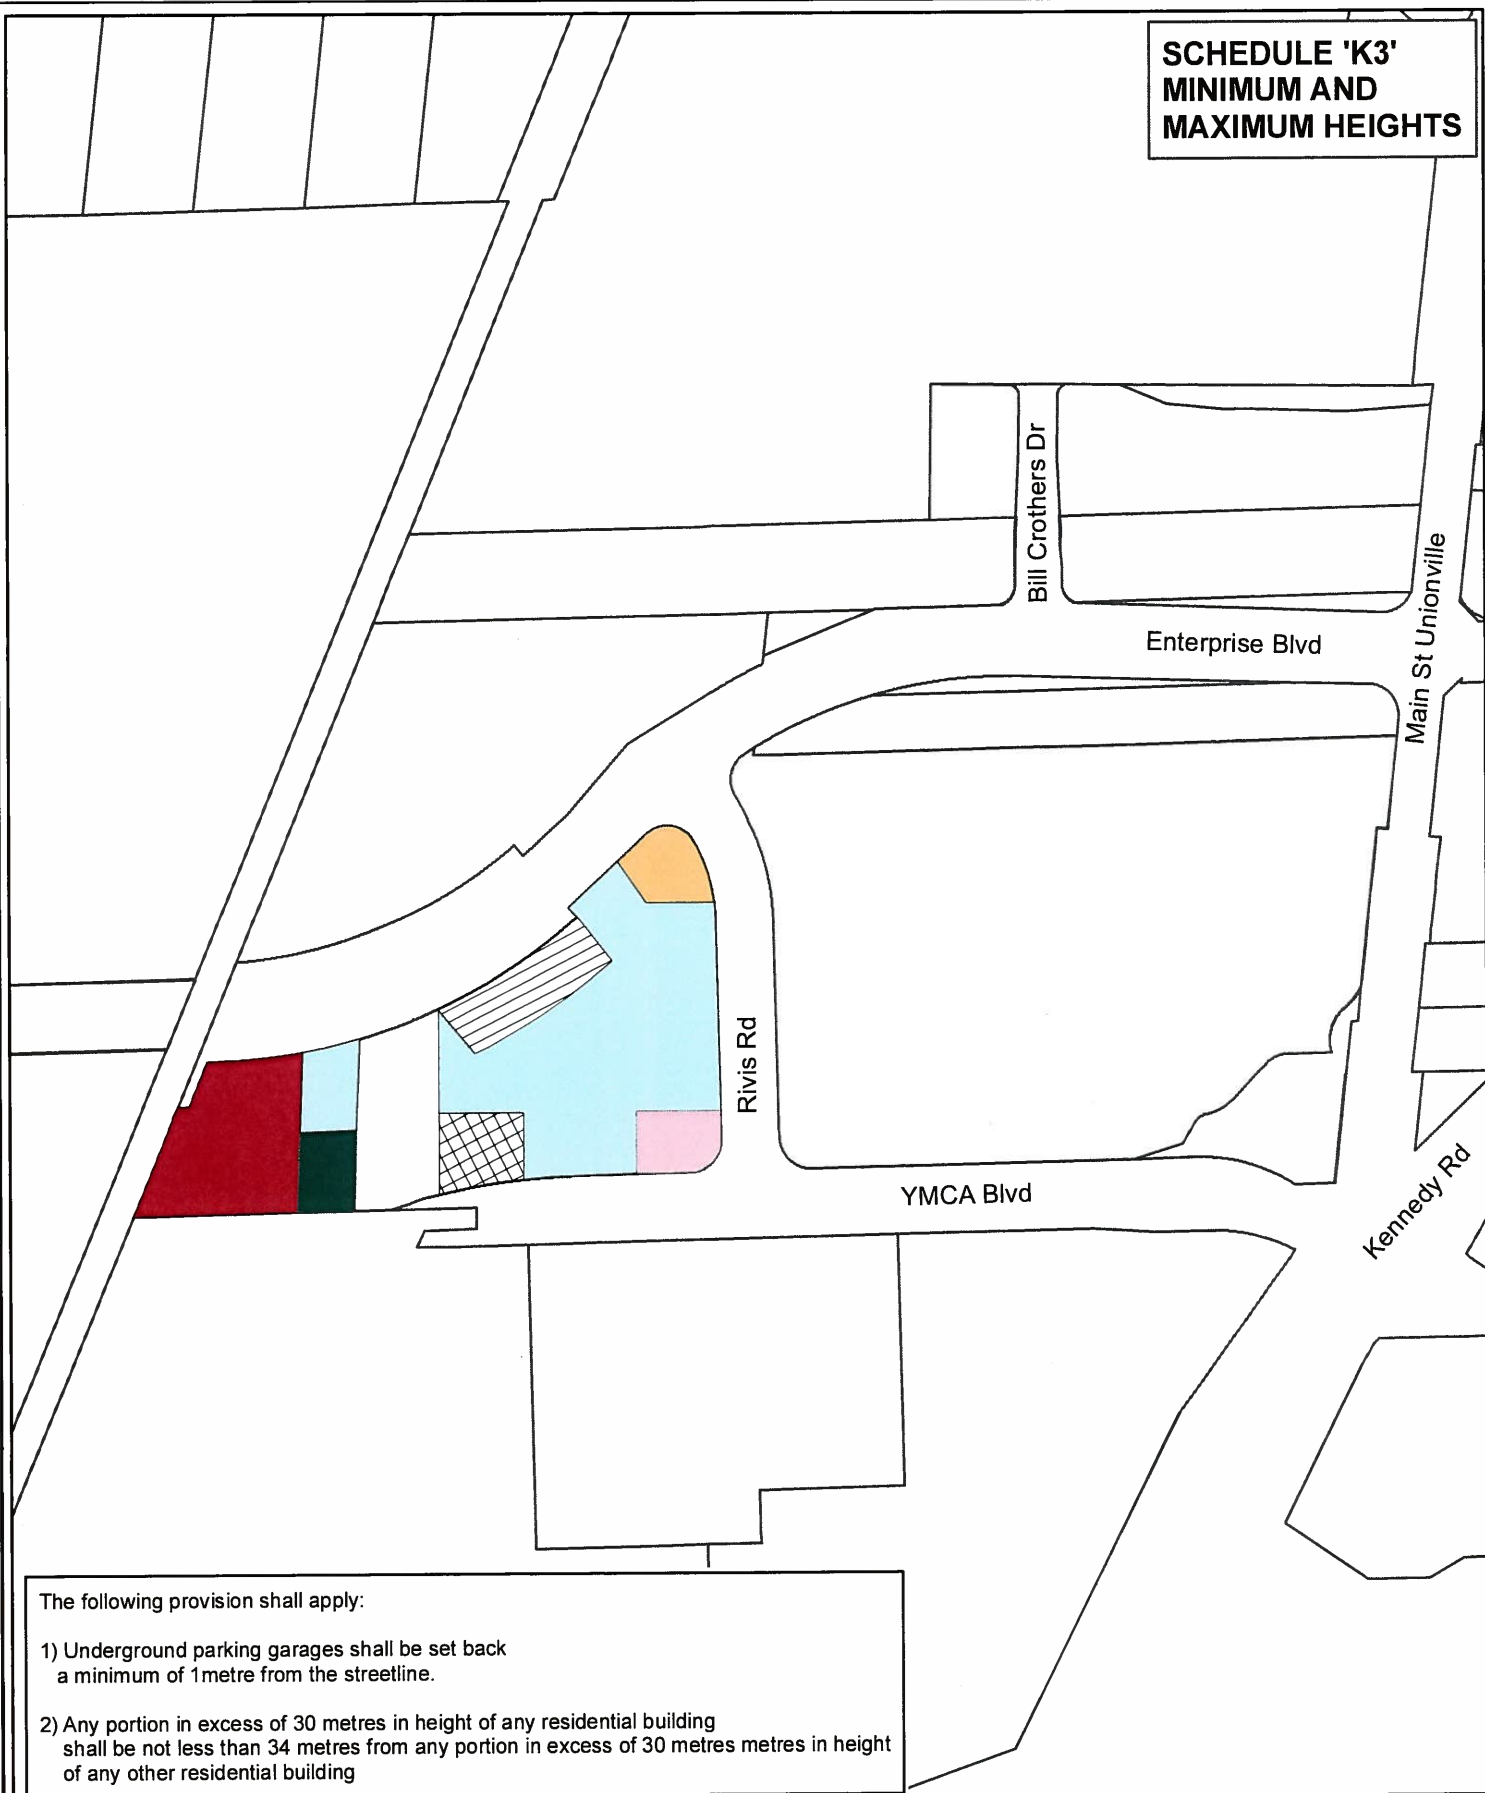 SCHEDULE 'K3'
MINIMUM AND
MAXIMUM HEIGHTS
Bill Crothers Dr
Enterprise Blvd
Main St Unionville
Rivis Rd
YMCA Blvd
Kennedy Rd
The following provision shall apply:
1) Underground parking garages shall be set back
a minimum of 1metre from the streetline.
2) Any portion in excess of 30 metres in height of any residential building
shall be not less than 34 metres from any portion in excess of 30 metres metres in height
of any other residential building